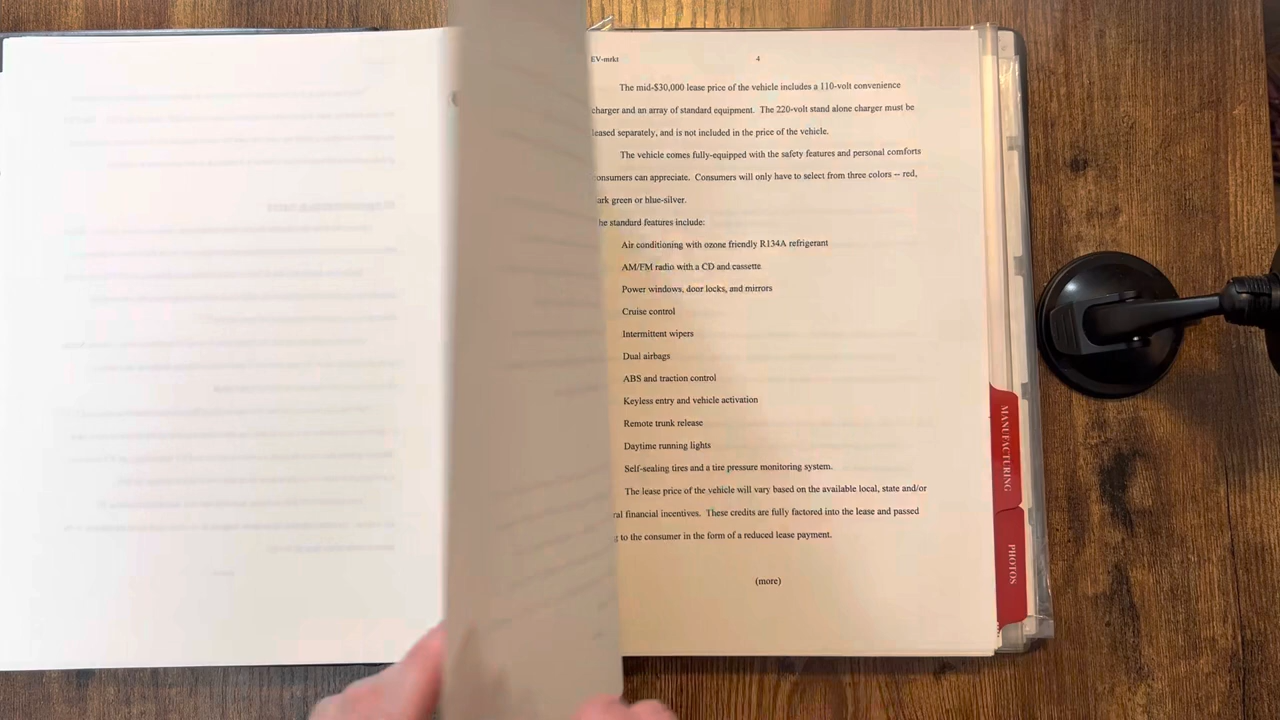 EV-mrkt 4
The mid-$30,000 lease price of the vehicle includes a 110-volt convenience
charger and an array of standard equipment. The 220-volt stand alone charger must be
leased separately, and is not included in the price of the vehicle.
The vehicle comes fully-equipped with the safety features and personal comforts
onsumers can appreciate. Consumers will only have to select from three colors -- red,
ark green or blue-silver.
he standard features include:
Air conditioning with ozone friendly R134A refrigerant
AM/FM radio with a CD and cassette
Power windows, door locks, and mirrors
Cruise control
Intermittent wipers
Dual airbags
ABS and traction control
Keyless entry and vehicle activation
Remote trunk release
Daytime running lights
Self-sealing tires and a tire pressure monitoring system.
The lease price of the vehicle will vary based on the available local, state and/or
ral financial incentives. These credits are fully factored into the lease and passed
to the consumer in the form of a reduced lease payment.
(more)
MANUFACTURING
PHOTOS